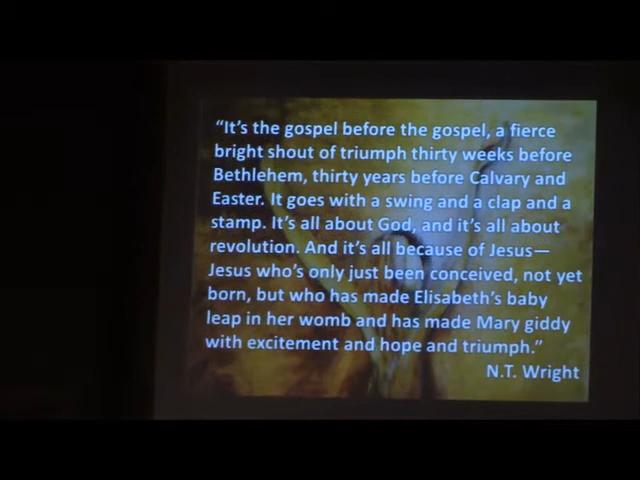 “It’s the gospel before the gospel, a fierce
bright shout of triumph thirty weeks before
Bethlehem, thirty years before Calvary and
Easter. It goes with a swing and a clap and a
stamp. It’s all about God, and it’s all about
revolution. And it’s all because of Jesus—
Jesus who’s only just been conceived, not yet
born, but who has made Elisabeth’s baby
leap in her womb and has made Mary giddy
with excitement and hope and triumph.”
N.T. Wright